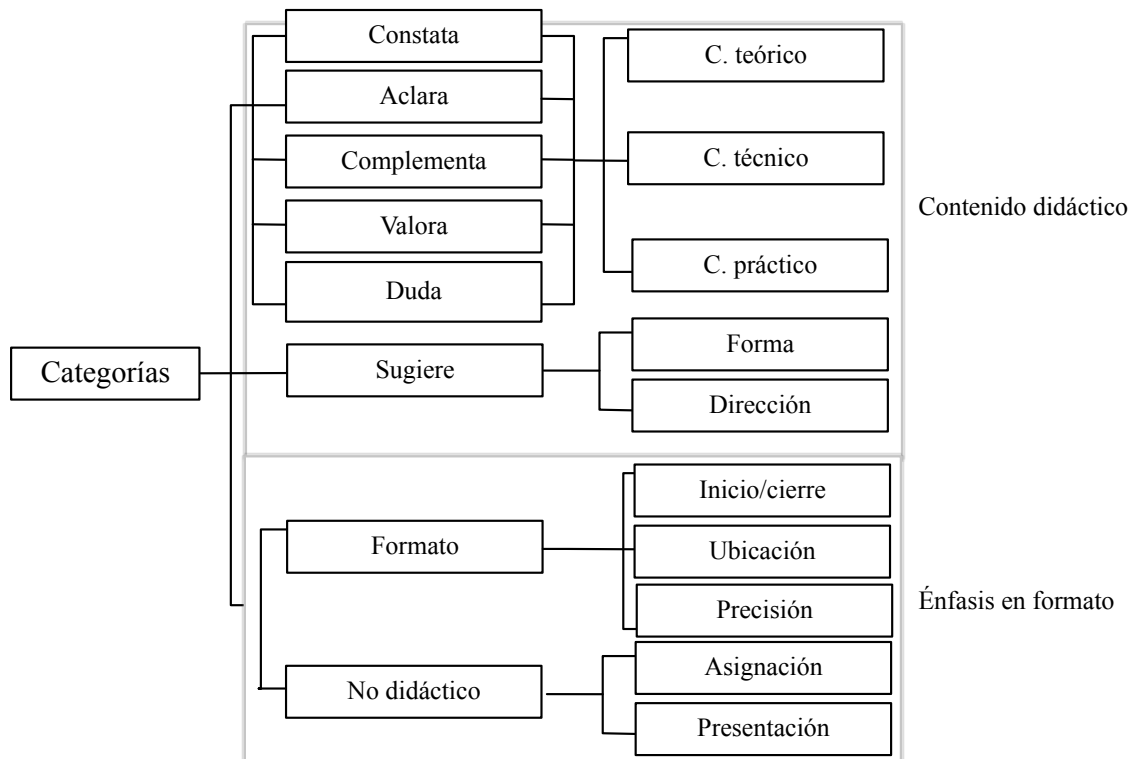 Constata
C. teórico
Aclara
Complementa
C. técnico
Contenido didáctico
Valora
C. práctico
Duda
Forma
Categorías
Sugiere
Dirección
Inicio/cierre
Formato
Ubicación
Precisión
Énfasis en formato
Asignación
No didáctico
Presentación